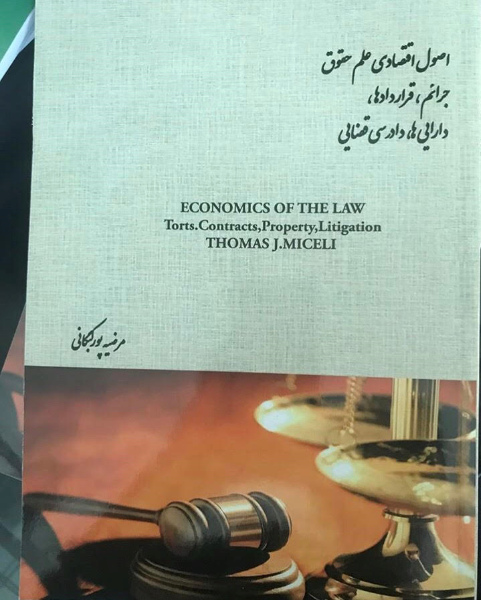 اصول اقتصادی علم حقوق
جرائم، قراردادها،
دارایی ها، دادرسی قضایی
ECONOMICS OF THE LAW
Torts.Contracts,Property,Litigation
THOMAS J.MICELI
مرضیه پورکبکانی